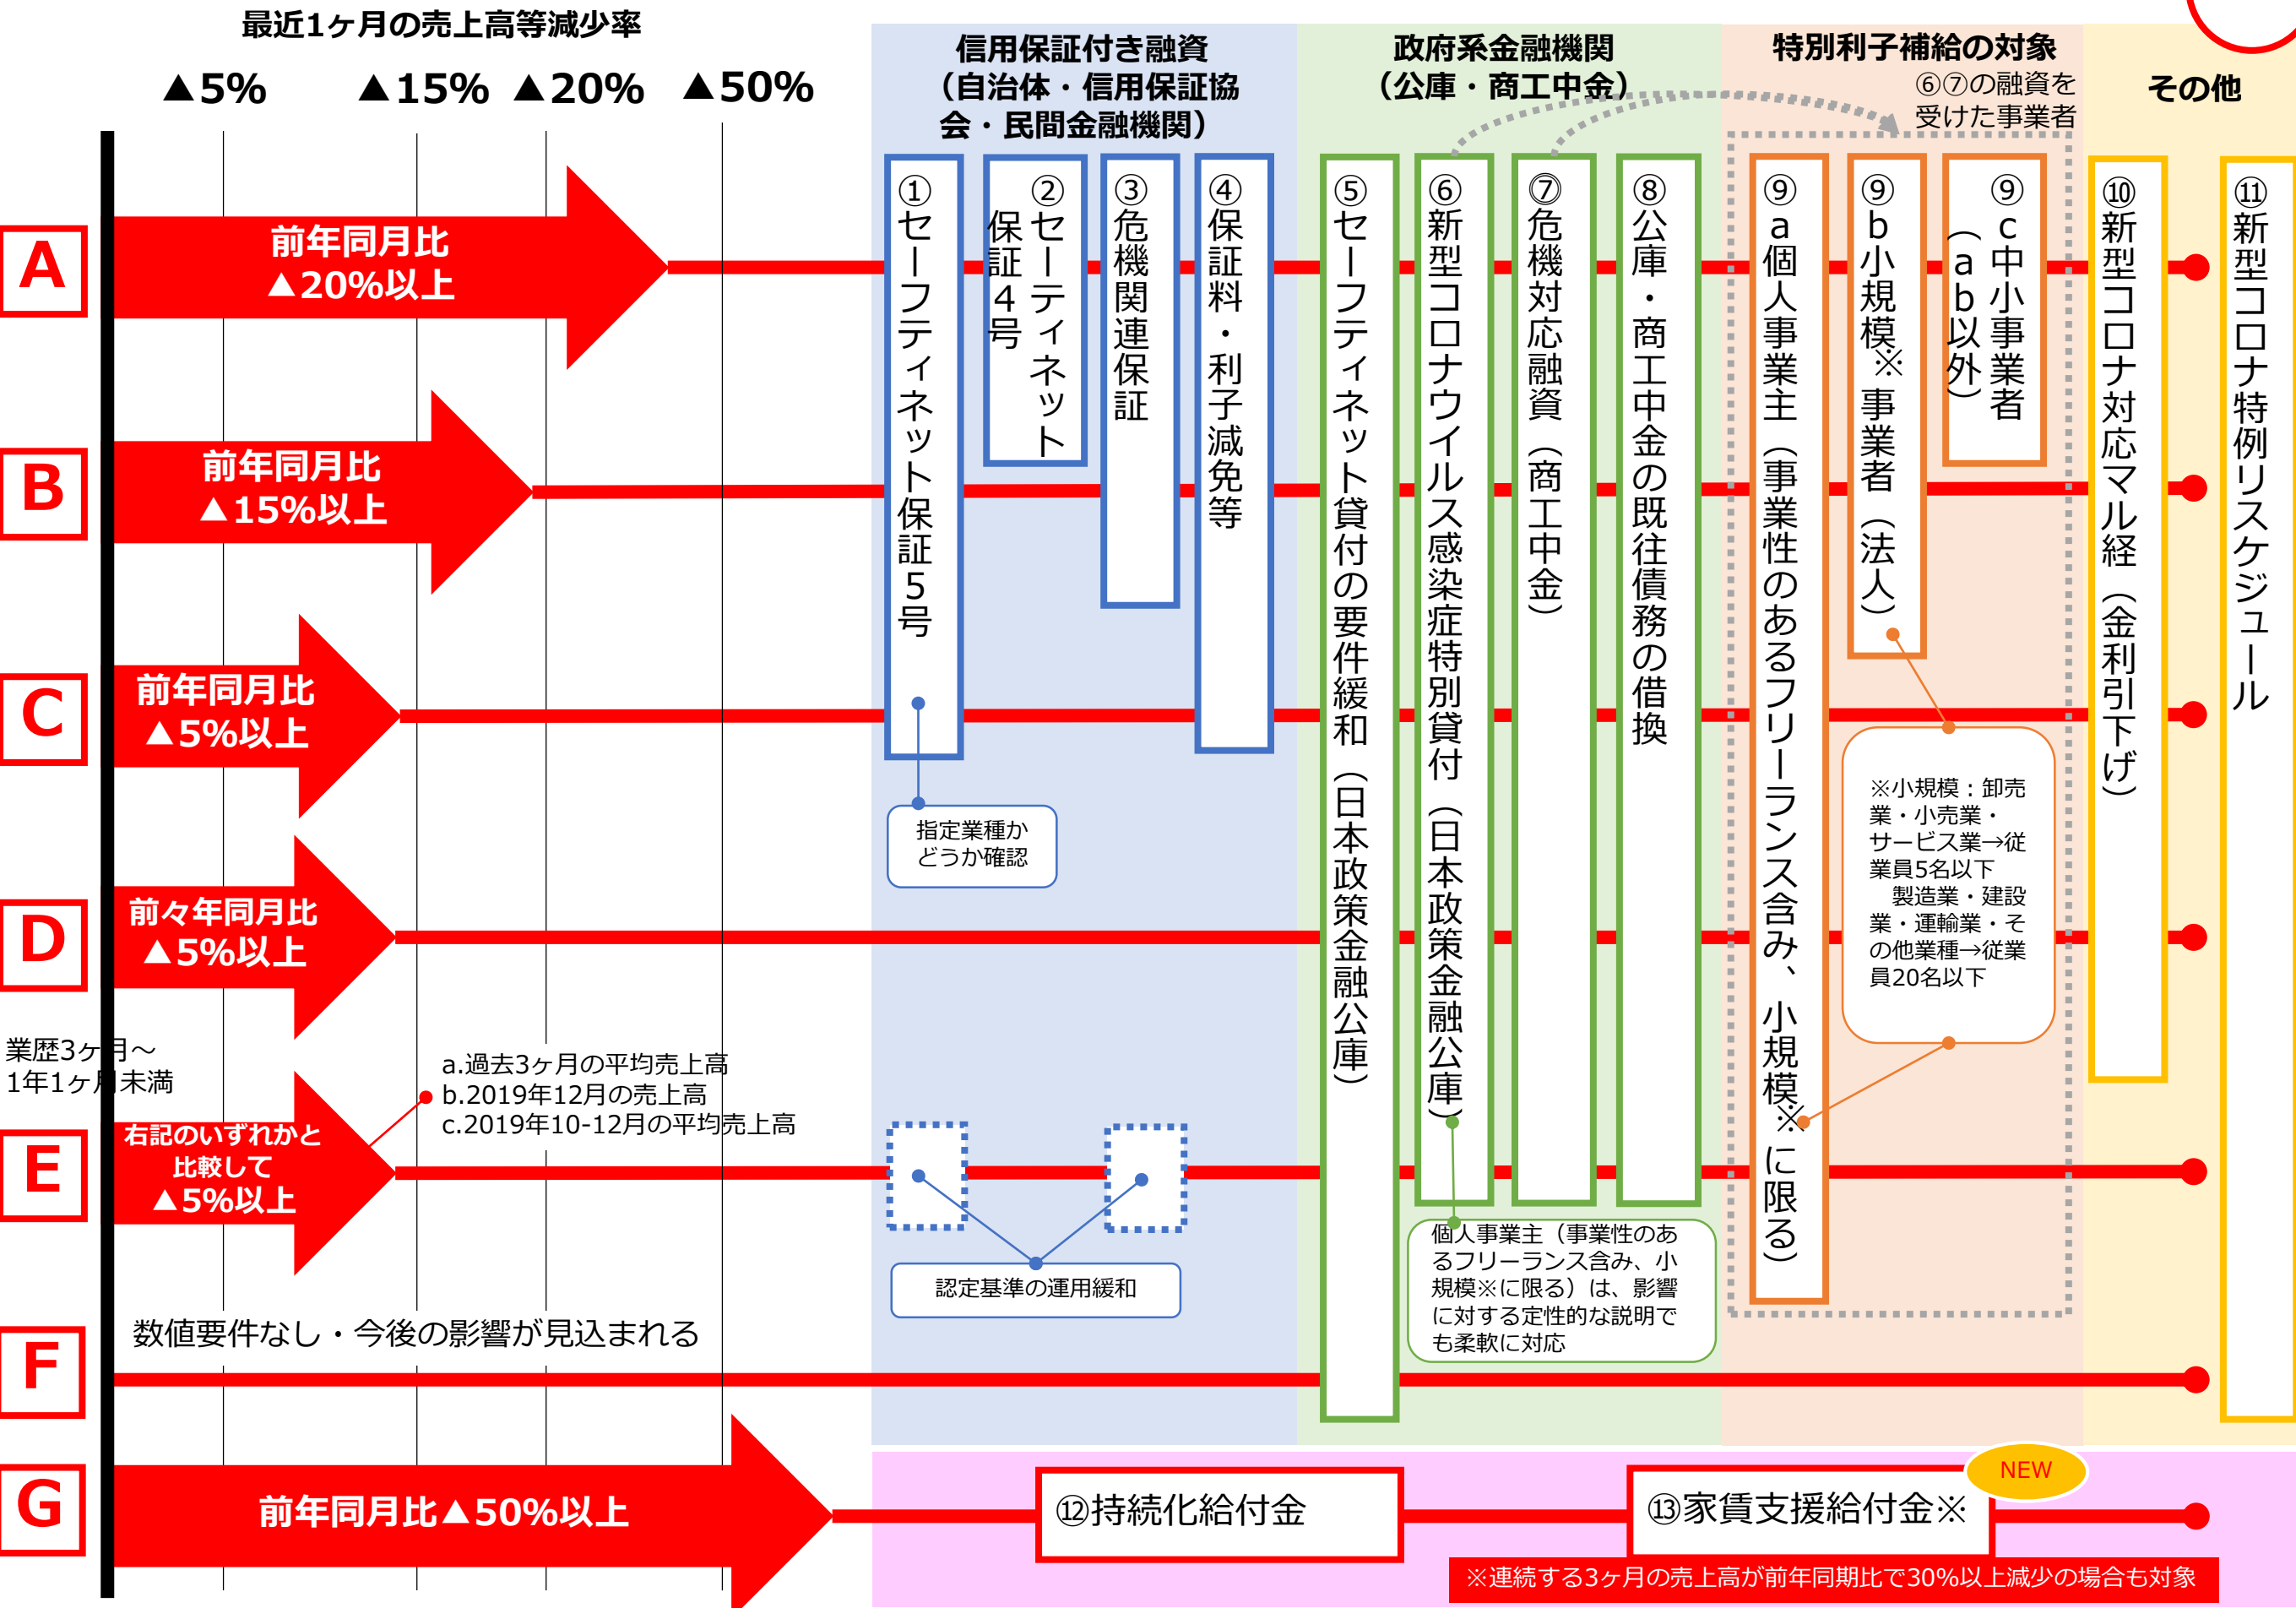 最近1ヶ月の売上高等減少率
▲5%
▲15%
▲20%
▲50%
信用保証付き融資
（自治体・信用保証協
会・民間金融機関）
政府系金融機関
（公庫・商工中金）
特別利子補給の対象
⑥⑦の融資を
受けた事業者
その他
①セーフティネット保証5号
②セーティネット
保証4号
③危機関連保証
④保証料・利子減免等
⑤セーフティネット貸付の要件緩和（日本政策金融公庫）
⑥新型コロナウイルス感染症特別貸付（日本政策金融公庫）
⑦危機対応融資（商工中金）
⑧公庫・商工中金の既往債務の借換
⑨a個人事業主（事業性のあるフリーランス含み、小規模※に限る）
⑨b小規模※事業者（法人）
⑨c中小事業者
（ab以外）
⑩新型コロナ対応マル経（金利引下げ）
⑪新型コロナ特例リスケジュール
A
前年同月比
▲20%以上
B
前年同月比
▲15%以上
C
前年同月比
▲5%以上
指定業種か
どうか確認
※小規模：卸売
業・小売業・
サービス業→従
業員5名以下
製造業・建設
業・運輸業・そ
の他業種→従業
員20名以下
D
前々年同月比
▲5%以上
業歴3ヶ月～
1年1ヶ月未満
a.過去3ヶ月の平均売上高
b.2019年12月の売上高
c.2019年10-12月の平均売上高
E
右記のいずれかと
比較して
▲5%以上
認定基準の運用緩和
個人事業主（事業性のあ
るフリーランス含み、小
規模※に限る）は、影響
に対する定性的な説明で
も柔軟に対応
F
数値要件なし・今後の影響が見込まれる
G
前年同月比▲50%以上
⑫持続化給付金
⑬家賃支援給付金※
NEW
※連続する3ヶ月の売上高が前年同期比で30%以上減少の場合も対象